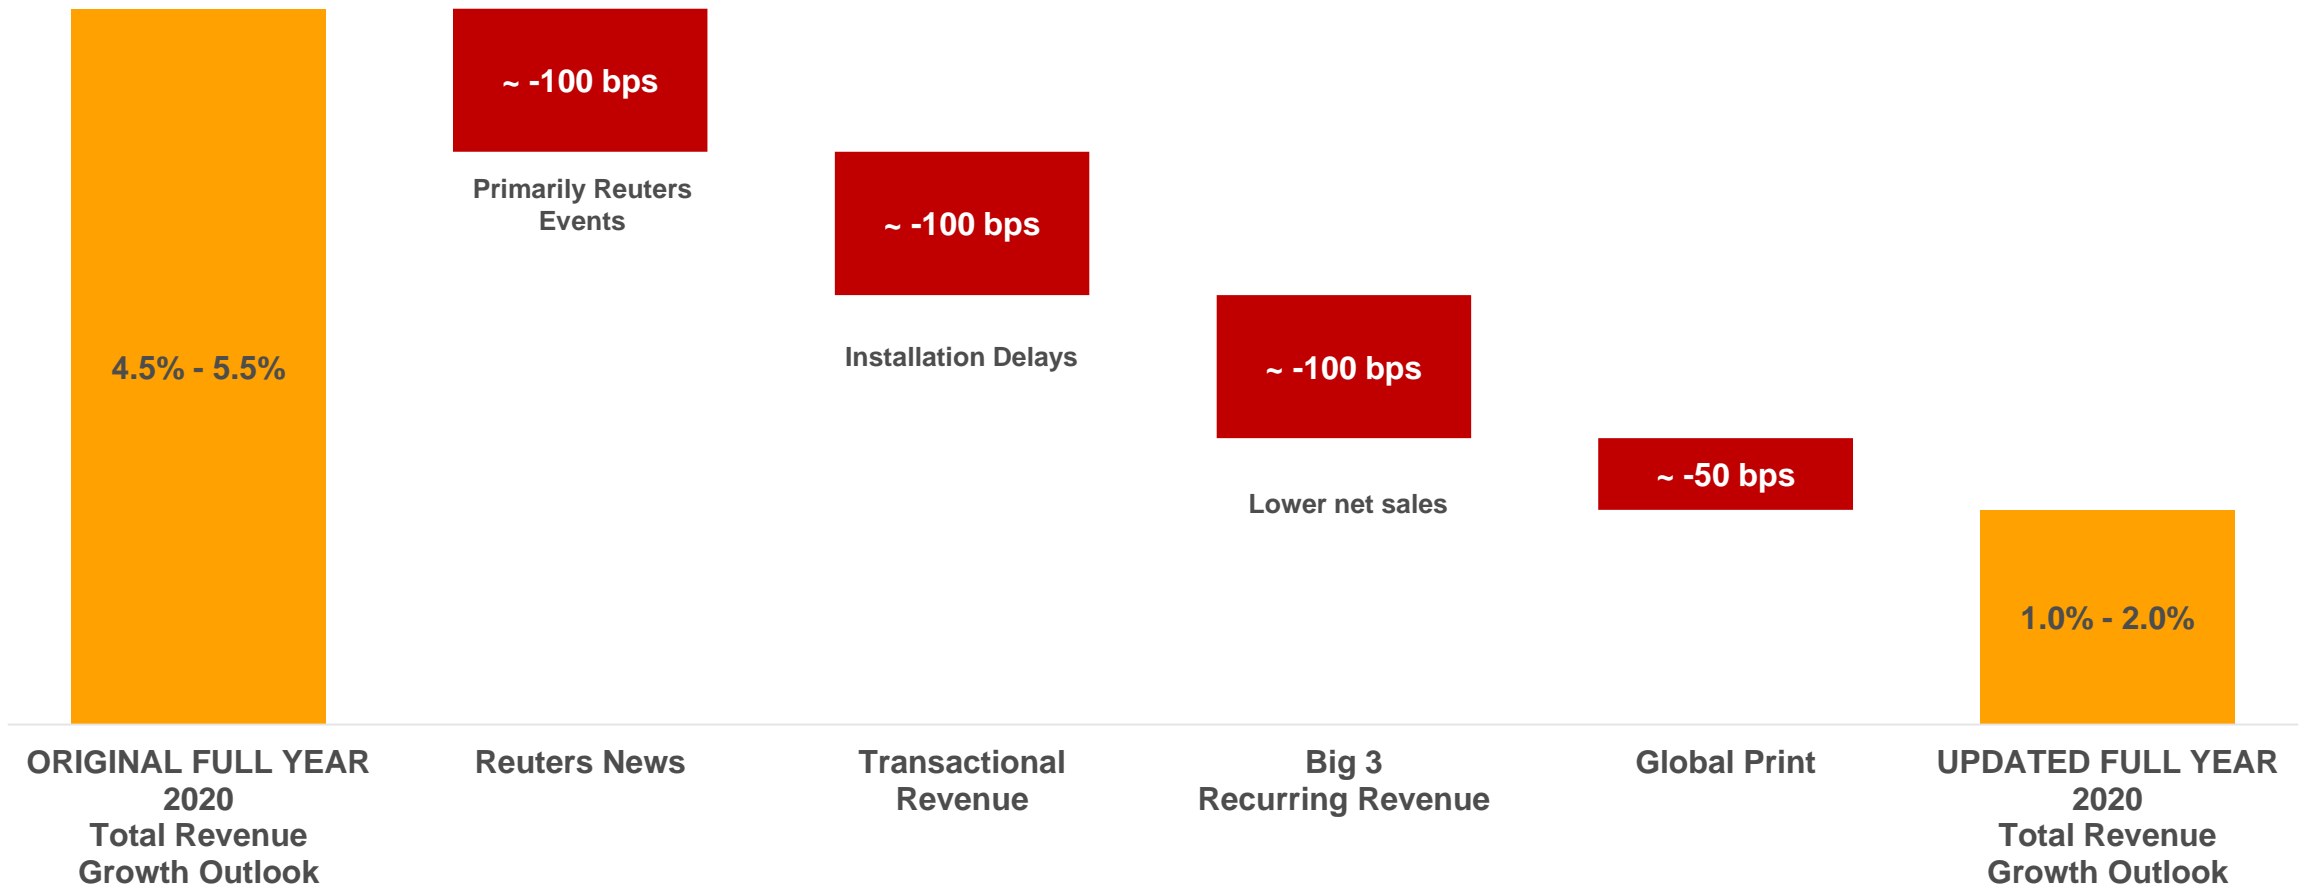 ~ -100 bps
Primarily Reuters
Events
~ -100 bps
Installation Delays
4.5% - 5.5%
~ -100 bps
Lower net sales
~ -50 bps
1.0% - 2.0%
ORIGINAL FULL YEAR
2020
Total Revenue
Growth Outlook
Reuters News
Transactional
Revenue
Big 3
Recurring Revenue
Global Print
UPDATED FULL YEAR
2020
Total Revenue
Growth Outlook